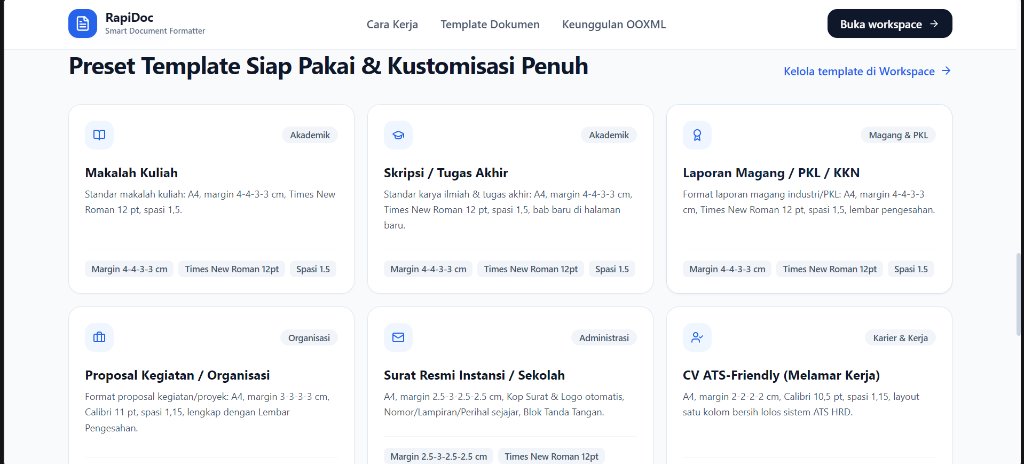 RapiDoc
Smart Document Formatter
Cara Kerja
Template Dokumen
Keunggulan OOXML
Buka workspace →
Preset Template Siap Pakai & Kustomisasi Penuh
Kelola template di Workspace →
Akademik
Makalah Kuliah
Standar makalah kuliah: A4, margin 4-4-3-3 cm, Times New
Roman 12 pt, spasi 1,5.
Margin 4-4-3-3 cm
Times New Roman 12pt
Spasi 1.5
Akademik
Skripsi / Tugas Akhir
Standar karya ilmiah & tugas akhir: A4, margin 4-4-3-3 cm,
Times New Roman 12 pt, spasi 1,5, bab baru di halaman
baru.
Margin 4-4-3-3 cm
Times New Roman 12pt
Spasi 1.5
Magang & PKL
Laporan Magang / PKL / KKN
Format laporan magang industri/PKL: A4, margin 4-4-3-3
cm, Times New Roman 12 pt, spasi 1,5, lembar pengesahan.
Margin 4-4-3-3 cm
Times New Roman 12pt
Spasi 1.5
Organisasi
Proposal Kegiatan / Organisasi
Format proposal kegiatan/proyek: A4, margin 3-3-3-3 cm,
Calibri 11 pt, spasi 1,15, lengkap dengan Lembar
Pengesahan.
Administrasi
Surat Resmi Instansi / Sekolah
A4, margin 2.5-3-2.5-2.5 cm, Kop Surat & Logo otomatis,
Nomor/Lampiran/Perihal sejajar, Blok Tanda Tangan.
Margin 2.5-3-2.5-2.5 cm
Times New Roman 12pt
Karier & Kerja
CV ATS-Friendly (Melamar Kerja)
A4, margin 2-2-2-2 cm, Calibri 10,5 pt, spasi 1,15, layout
satu kolom bersih lolos sistem ATS HRD.